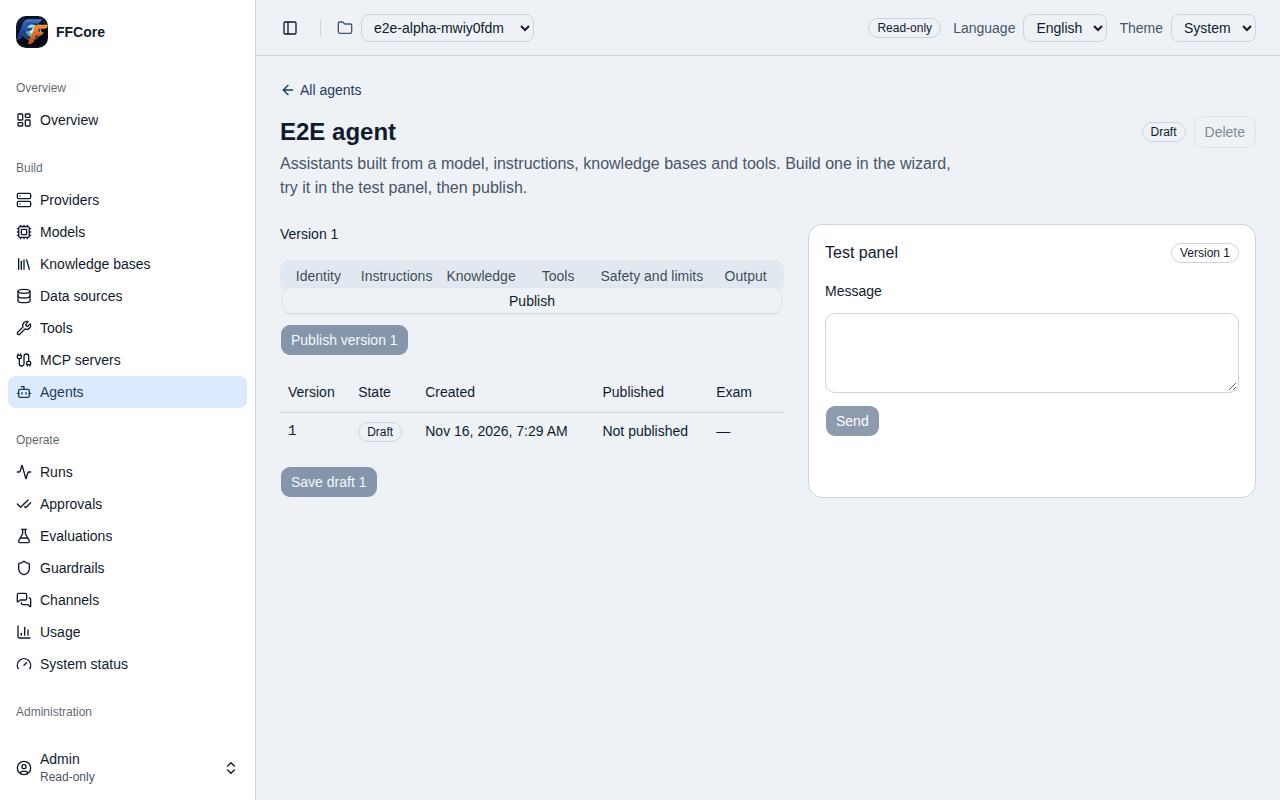 FFCore
e2e-alpha-mwiy0fdm
Read-only
Language
English
Theme
System
Overview
Overview
Build
Providers
Models
Knowledge bases
Data sources
Tools
MCP servers
Agents
Operate
Runs
Approvals
Evaluations
Guardrails
Channels
Usage
System status
Administration
Admin
Read-only
All agents
E2E agent
Draft
Delete
Assistants built from a model, instructions, knowledge bases and tools. Build one in the wizard,
try it in the test panel, then publish.
Version 1
Identity Instructions Knowledge Tools Safety and limits Output
Publish
Publish version 1
Version State Created Published Exam
1 Draft Nov 16, 2026, 7:29 AM Not published —
Save draft 1
Test panel
Version 1
Message
Send